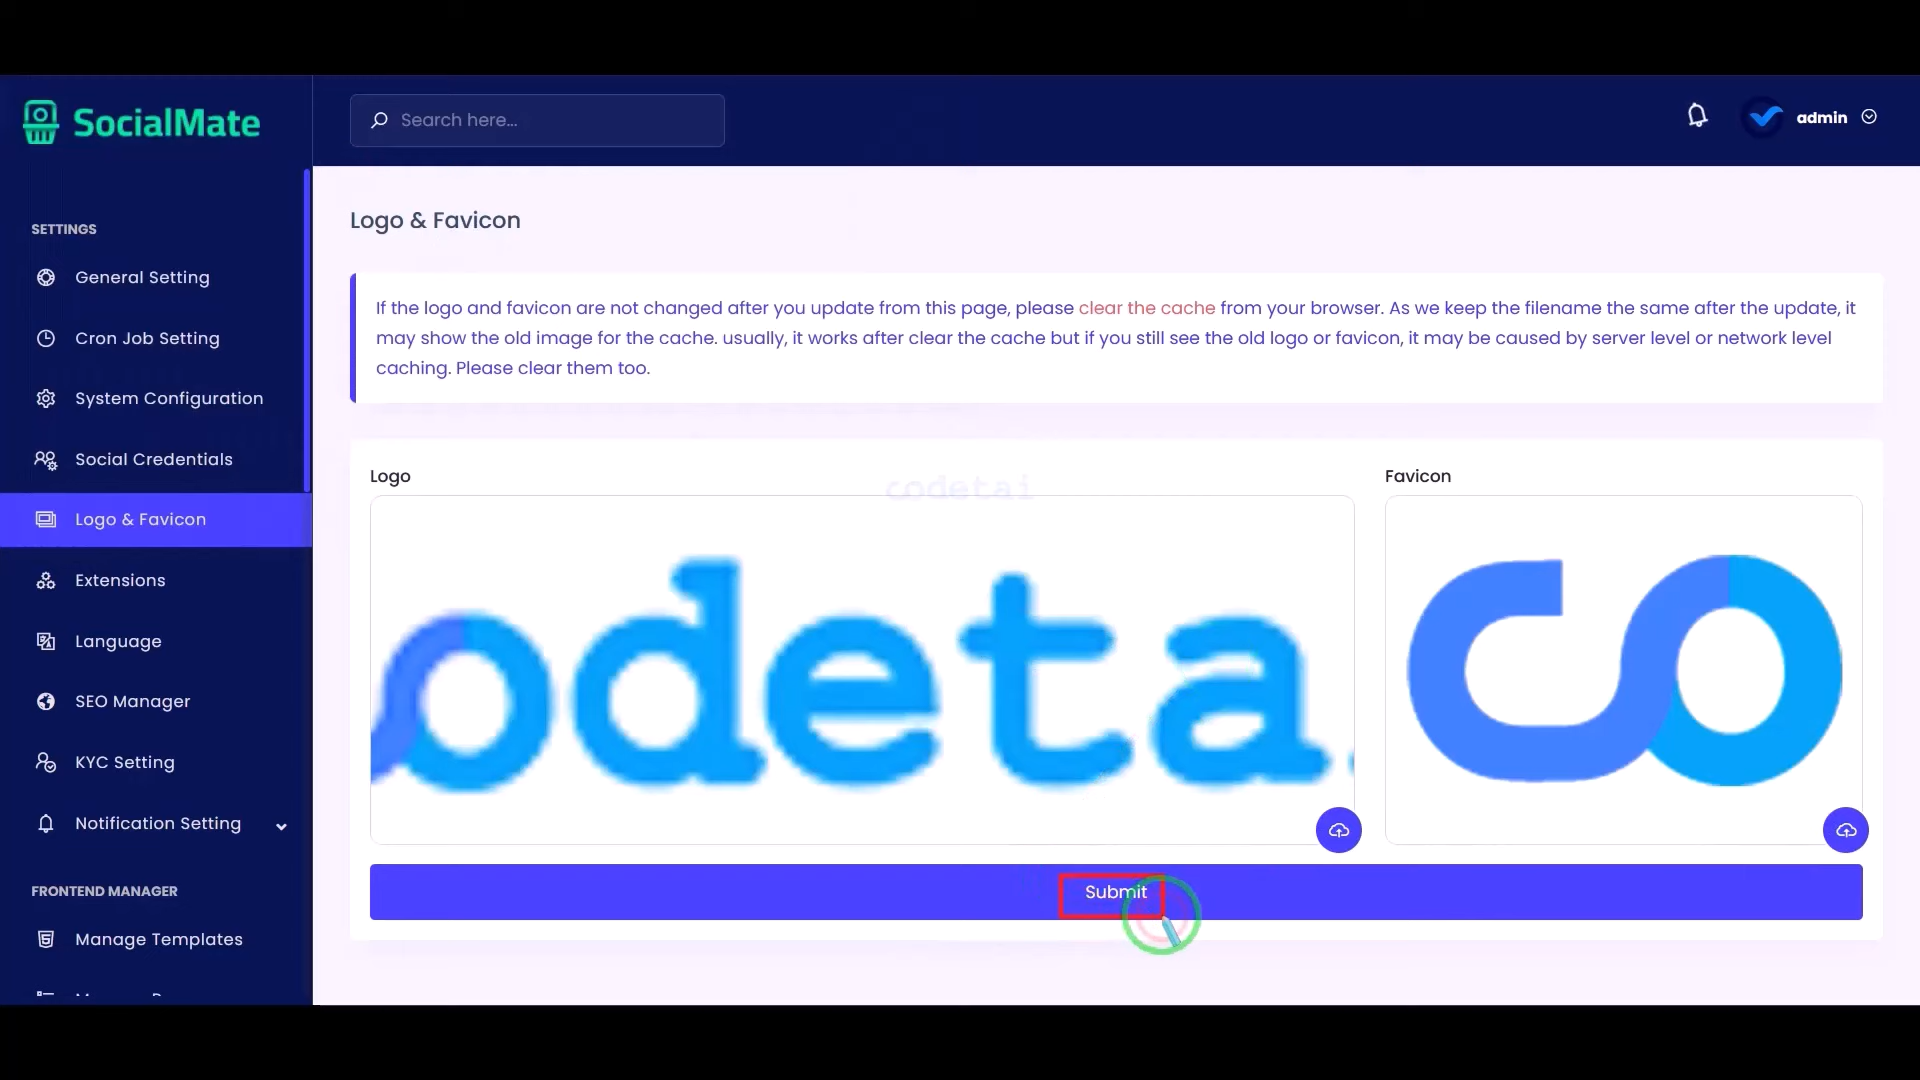 SocialMate
Search here...
admin
SETTINGS
General Setting
Cron Job Setting
System Configuration
Social Credentials
Logo & Favicon
Extensions
Language
SEO Manager
KYC Setting
Notification Setting
FRONTEND MANAGER
Manage Templates
Logo & Favicon
If the logo and favicon are not changed after you update from this page, please clear the cache from your browser. As we keep the filename the same after the update, it
may show the old image for the cache. usually, it works after clear the cache but if you still see the old logo or favicon, it may be caused by server level or network level
caching. Please clear them too.
Logo
codetai
Favicon
odeta
co
Submit